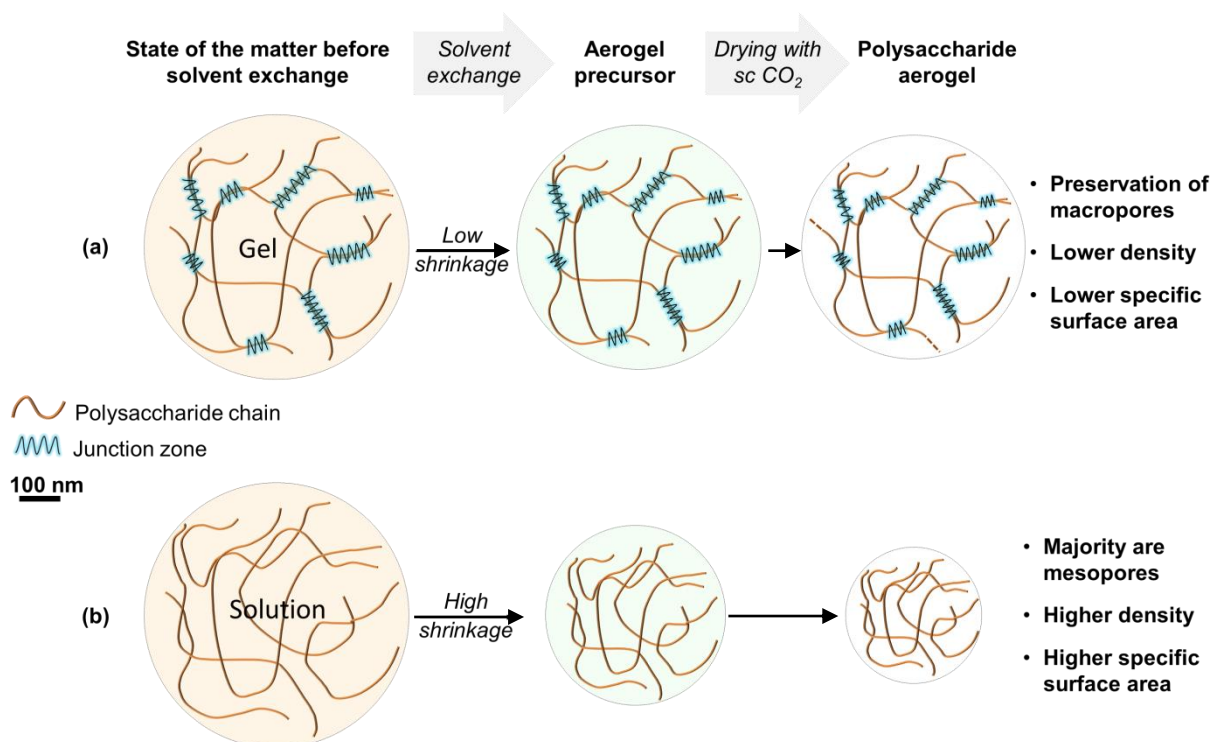 State of the matter before
solvent exchange
Solvent
exchange
Aerogel
precursor
Drying with
sc CO₂
Polysaccharide
aerogel
(a)
Gel
Low
shrinkage
• Preservation of
macropores
• Lower density
• Lower specific
surface area
Polysaccharide chain
Junction zone
100 nm
(b)
Solution
High
shrinkage
• Majority are
mesopores
• Higher density
• Higher specific
surface area